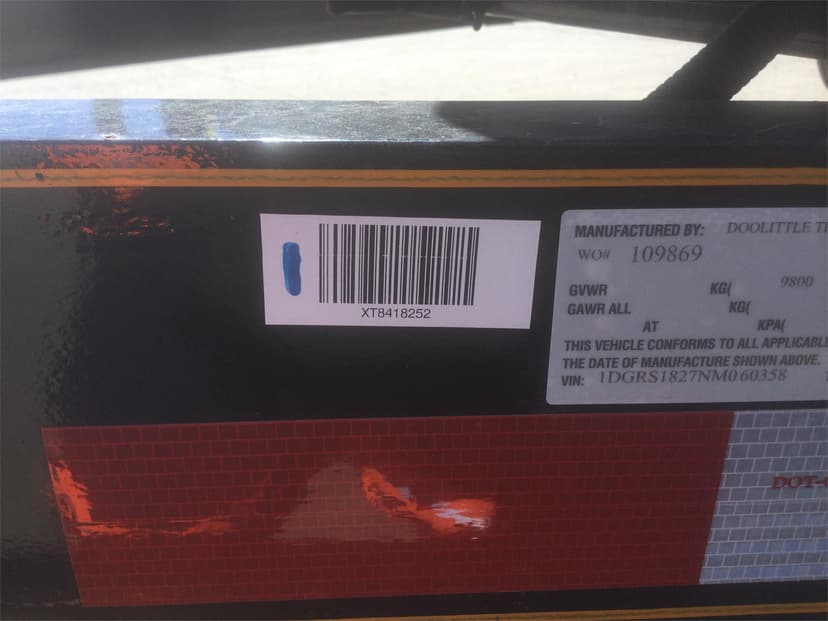 XT8418252
MANUFACTURED BY: DOOLITTLE
WO# 109869
GVWR KG( 9800
GAWR ALL KG(
AT KPA(
THIS VEHICLE CONFORMS TO ALL
THE DATE OF MANUFACTURE SHOWN ABOVE.
VIN: 1DGRS1827NM060358
DOT-